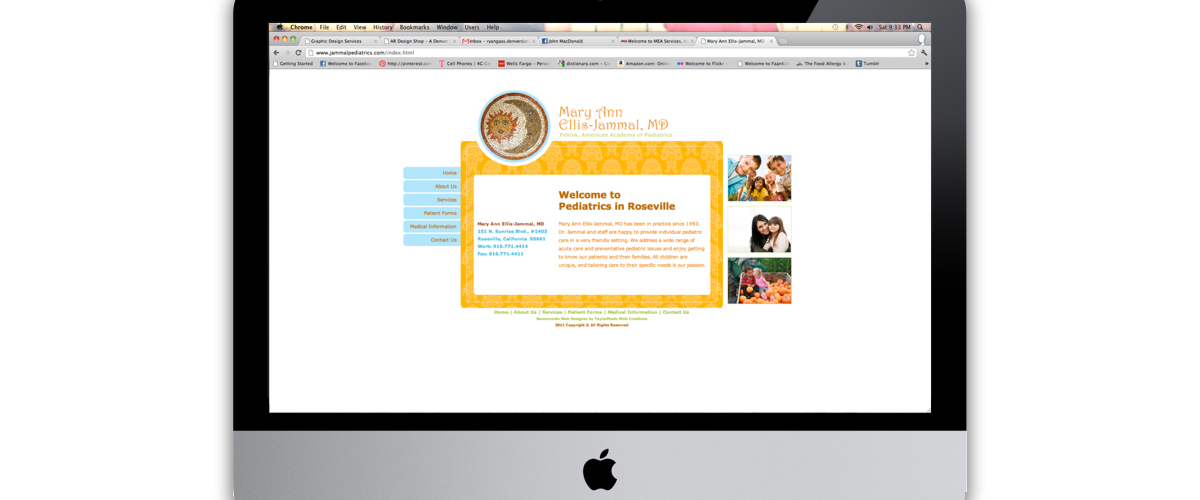 Chrome File Edit View History Bookmarks Window Users Help
Sat 9:33 PM
Graphic Design Services
AR Design Shop – A Denver
Inbox – ryangass.denverstan
John MacDonald
Welcome to MEA Services,
Mary Ann Ellis-Jammal, MD
www.jammalpediatrics.com/index.html
Getting Started Welcome to Facebo http://pinterest.com Cell Phones | 4G Co Wells Fargo – Person dictionary.com – Co Amazon.com: Online Welcome to Flickr – Welcome to FaanKids The Food Allergy & Tumblr »
Mary Ann
Ellis-Jammal, MD
Fellow, American Academy of Pediatrics
Home
About Us
Services
Patient Forms
Medical Information
Contact Us
Mary Ann Ellis-Jammal, MD
151 N. Sunrise Blvd., #1403
Roseville, California 95661
Work: 916.771.4414
Fax: 916.771.4411
Welcome to
Pediatrics in Roseville
Mary Ann Ellis-Jammal, MD has been in practice since 1993.
Dr. Jammal and staff are happy to provide individual pediatric
care in a very friendly setting. We address a wide range of
acute care and preventative pediatric issues and enjoy getting
to know our patients and their families. All children are
unique, and tailoring care to their specific needs is our passion.
Home | About Us | Services | Patient Forms | Medical Information | Contact Us
Sacramento Web Designer by TaylorMade Web Creations
2011 Copyright © All Rights Reserved